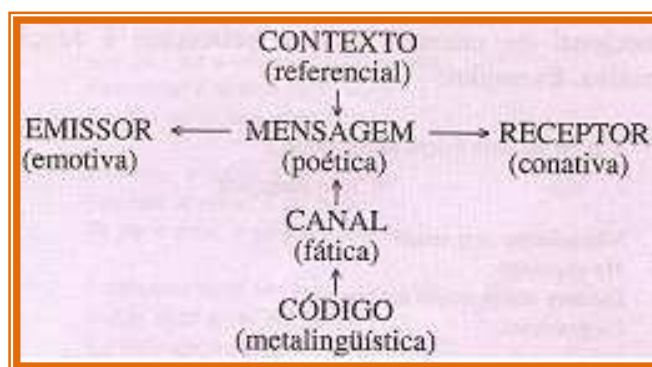 CONTEXTO
(referencial)
EMISSOR MENSAGEM RECEPTOR
(emotiva) (poética) (conativa)
CANAL
(fática)
CÓDIGO
(metalingüística)